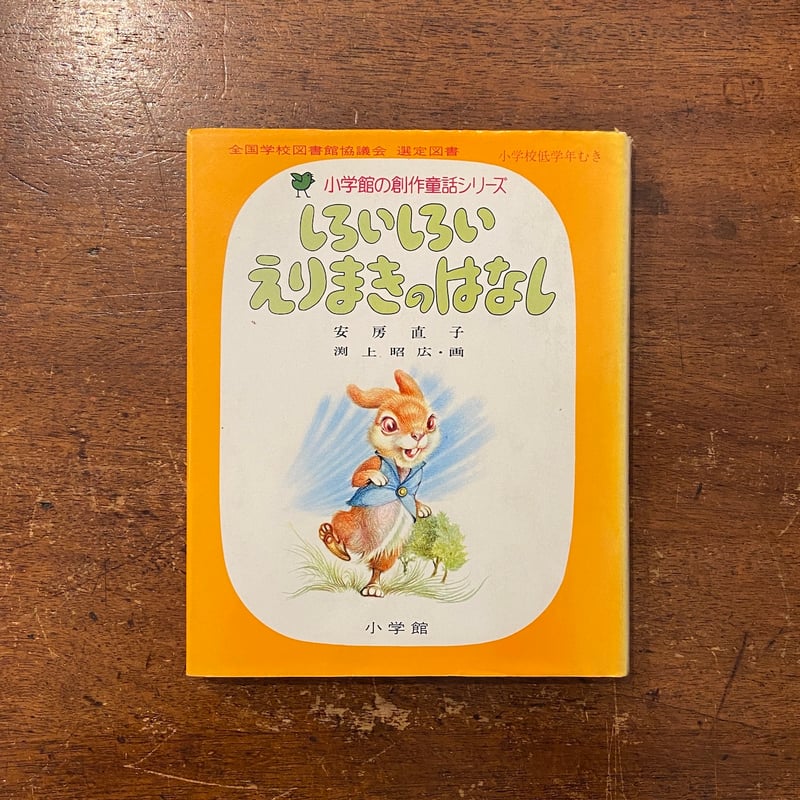 全国学校図書館協議会 選定図書
小学校低学年むき
小学館の創作童話シリーズ
しろいしろい
えりまきのはなし
安房直子
渕上昭広・画
小学館